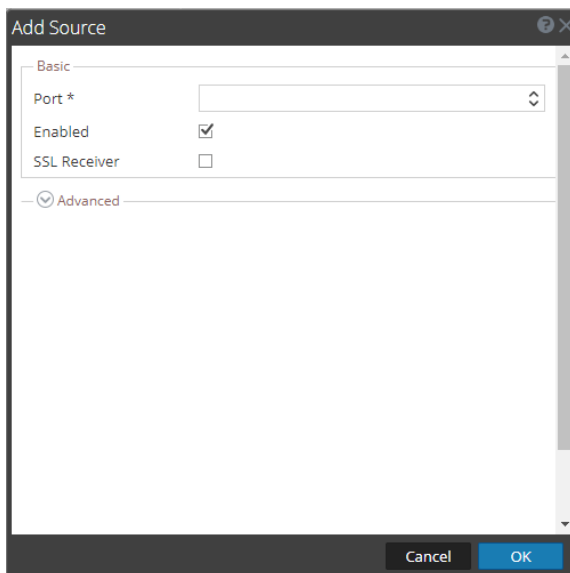 Add Source
Basic
Port *
Enabled
SSL Receiver
Advanced
Cancel OK